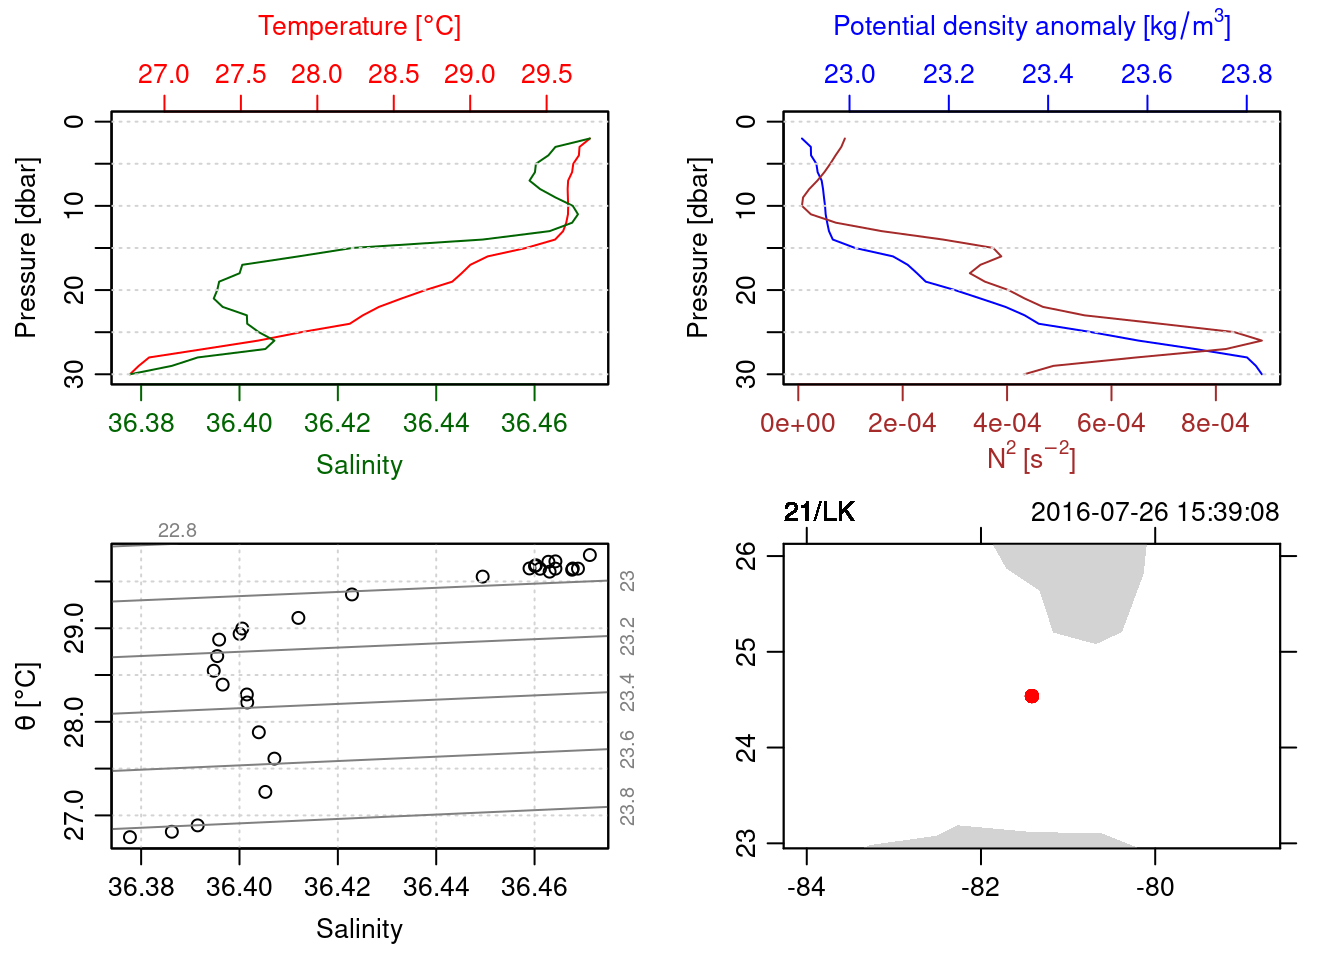 Temperature [°C]
27.0 27.5 28.0 28.5 29.0 29.5
Pressure [dbar]
0
10
20
30
36.38 36.40 36.42 36.44 36.46
Salinity
Potential density anomaly [kg/m³]
23.0 23.2 23.4 23.6 23.8
Pressure [dbar]
0
10
20
30
0e+00 2e-04 4e-04 6e-04 8e-04
N² [s⁻²]
22.8
θ [°C]
29.0
28.0
27.0
23
23.2
23.4
23.6
23.8
36.38 36.40 36.42 36.44 36.46
Salinity
21/LK 2016-07-26 15:39:08
26
25
24
23
-84 -82 -80